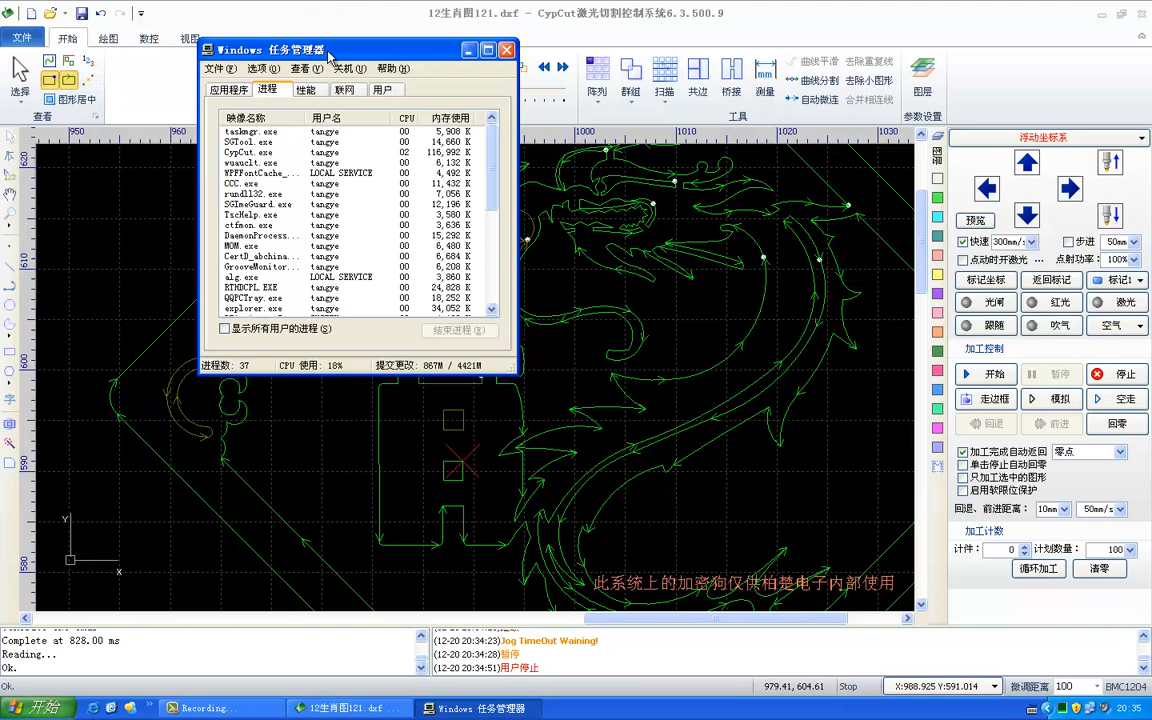 12生肖图121.dxf - CypCut激光切割控制系统6.3.500.9
文件 开始 绘图 数控 视图
选择
图形居中
查看
阵列 群组 扫描 共边 桥接 测量
曲线平滑 去除重复线
曲线分割 去除小图形
自动微连 合并相连线
图层
工具 参数设置
Windows 任务管理器
文件(F) 选项(O) 查看(V) 关机(U) 帮助(H)
应用程序 进程 性能 联网 用户
映像名称 用户名 CPU 内存使用
taskmgr.exe tangye 00 5,908 K
SGTool.exe tangye 00 14,660 K
CypCut.exe tangye 02 116,992 K
wuauclt.exe tangye 00 6,132 K
WPFFontCache_... LOCAL SERVICE 00 4,492 K
CCC.exe tangye 00 11,432 K
rundll32.exe tangye 00 7,056 K
SGImeGuard.exe tangye 00 12,196 K
TscHelp.exe tangye 00 3,580 K
ctfmon.exe tangye 00 3,636 K
DaemonProcess... tangye 00 15,292 K
MOM.exe tangye 00 6,480 K
CertD_abchina... tangye 00 6,684 K
GrooveMonitor... tangye 00 6,208 K
alg.exe LOCAL SERVICE 00 3,860 K
RTHDCPL.EXE tangye 00 24,828 K
QQPCTray.exe tangye 00 18,252 K
explorer.exe tangye 00 34,052 K
显示所有用户的进程(S) 结束进程(E)
进程数: 37 CPU 使用: 18% 提交更改: 867M / 4421M
950 960 1000 1010 1020 1030
620
610
600
590
580
Y
X
此系统上的加密狗仅供柏楚电子内部使用
浮动坐标系
预览
快速 300mm/s 步进 50mm
点动时开激光 ... 点射功率: 100%
标记坐标 返回标记 标记1
光闸 红光 激光
跟随 吹气 空气
加工控制
开始 暂停 停止
走边框 模拟 空走
回退 前进 回零
加工完成自动返回 零点
单击停止自动回零
只加工选中的图形
启用软限位保护
回退、前进距离: 10mm 50mm/s
加工计数
计件: 0 计划数量: 100
循环加工 清零
Complete at 828.00 ms
Reading...
Ok.
(12-20 20:34:23)Jog TimeOut Waining!
(12-20 20:34:28)暂停
(12-20 20:34:51)用户停止
Ok. 979.41, 604.61 Stop X:988.925 Y:591.014 微调距离 100 BMC1204
开始 Recording... 12生肖图121.dxf ... Windows 任务管理器 20:35